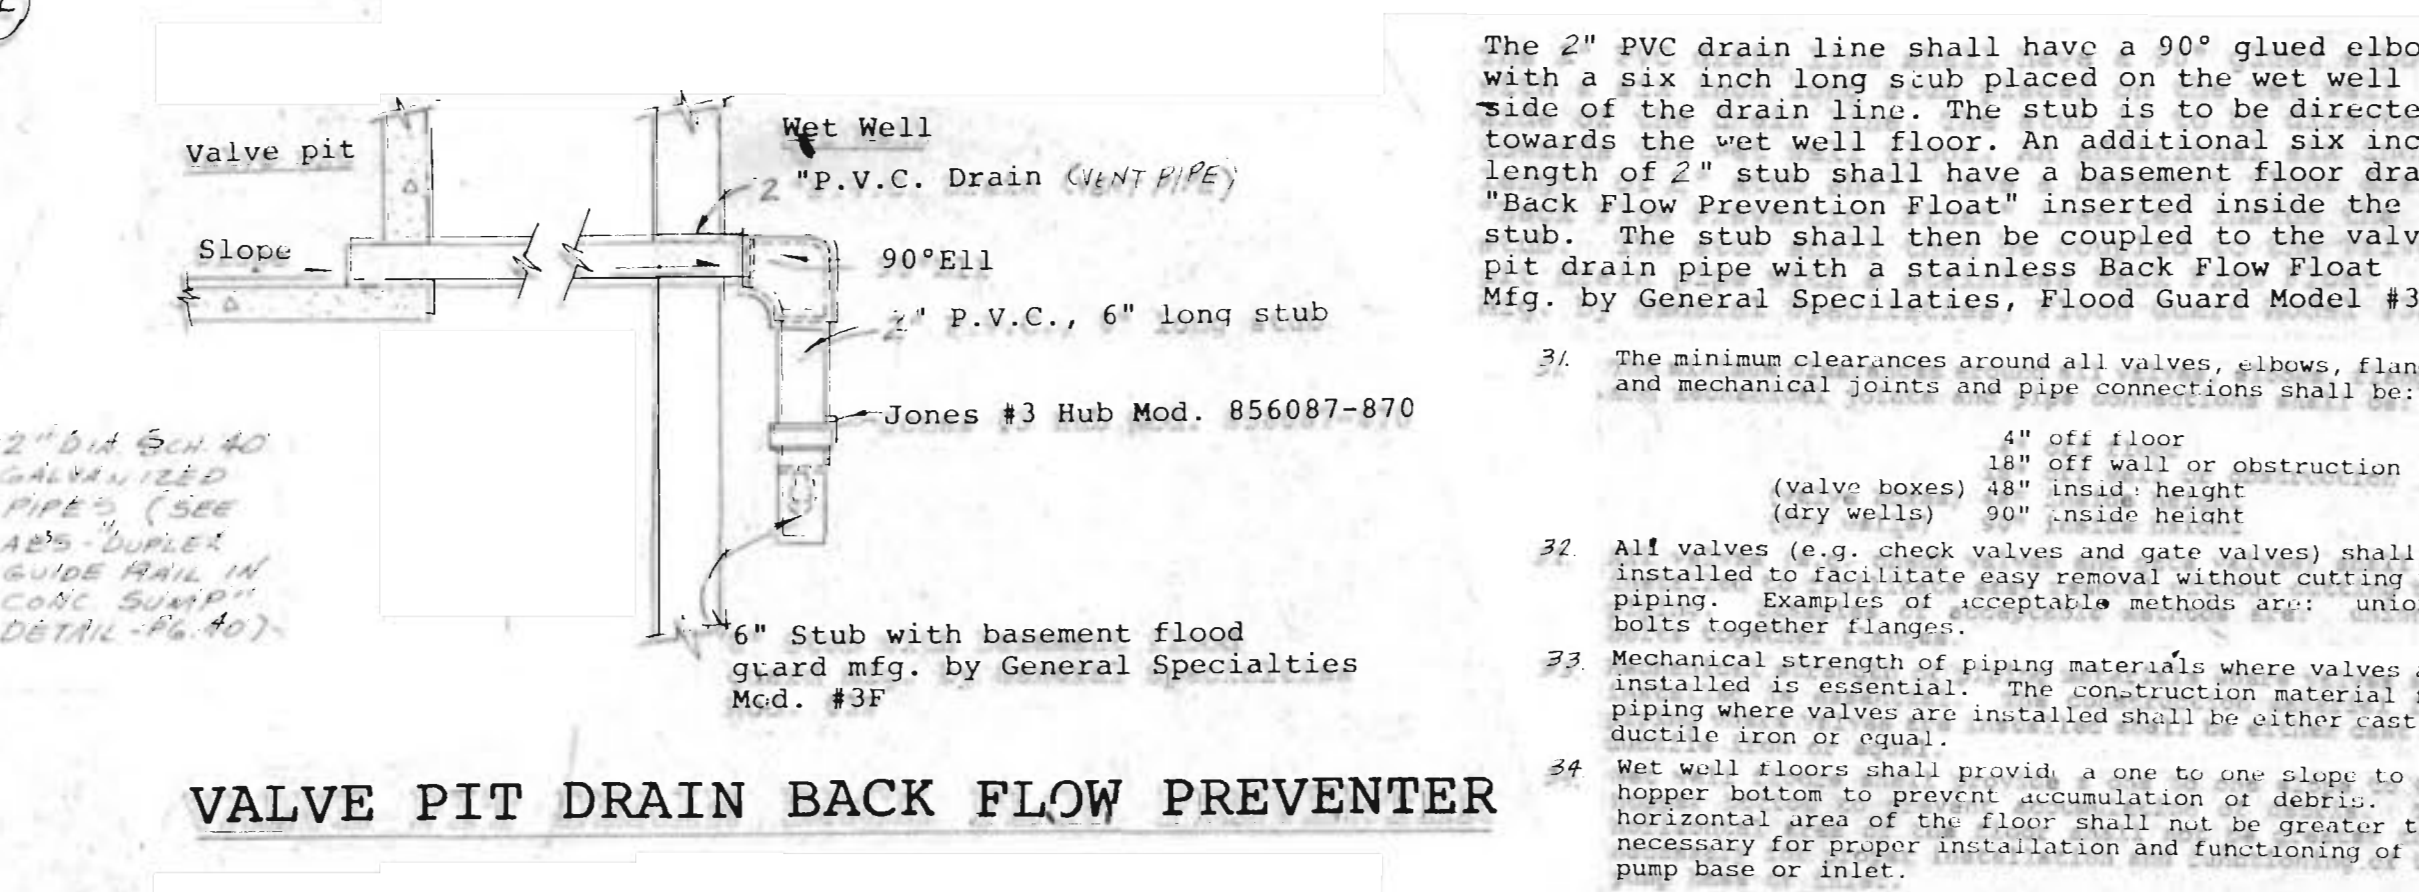 Valve pit
Wet Well
2 "P.V.C. Drain (VENT PIPE)
Slope
90°Ell
2" P.V.C., 6" long stub
Jones #3 Hub Mod. 856087-870
2" DIA SCH. 40
GALVANIZED
PIPES (SEE
ABS - "DUPLEX
GUIDE RAIL IN
CONC SUMP"
DETAIL - PG. 40)
6" Stub with basement flood
guard mfg. by General Specialties
Mod. #3F
VALVE PIT DRAIN BACK FLOW PREVENTER
The 2" PVC drain line shall have a 90° glued elbo
with a six inch long stub placed on the wet well
side of the drain line. The stub is to be directe
towards the wet well floor. An additional six inc
length of 2" stub shall have a basement floor dra
"Back Flow Prevention Float" inserted inside the
stub. The stub shall then be coupled to the valv
pit drain pipe with a stainless Back Flow Float
Mfg. by General Specilaties, Flood Guard Model #3
31. The minimum clearances around all valves, elbows, flan
and mechanical joints and pipe connections shall be:
4" off floor
18" off wall or obstruction
(valve boxes) 48" inside height
(dry wells) 90" inside height
32. All valves (e.g. check valves and gate valves) shall
installed to facilitate easy removal without cutting
piping. Examples of acceptable methods are: unio
bolts together flanges.
33. Mechanical strength of piping materials where valves a
installed is essential. The construction material f
piping where valves are installed shall be either cast
ductile iron or equal.
34 Wet well floors shall provide a one to one slope to
hopper bottom to prevent accumulation of debris.
horizontal area of the floor shall not be greater t
necessary for proper installation and functioning of
pump base or inlet.